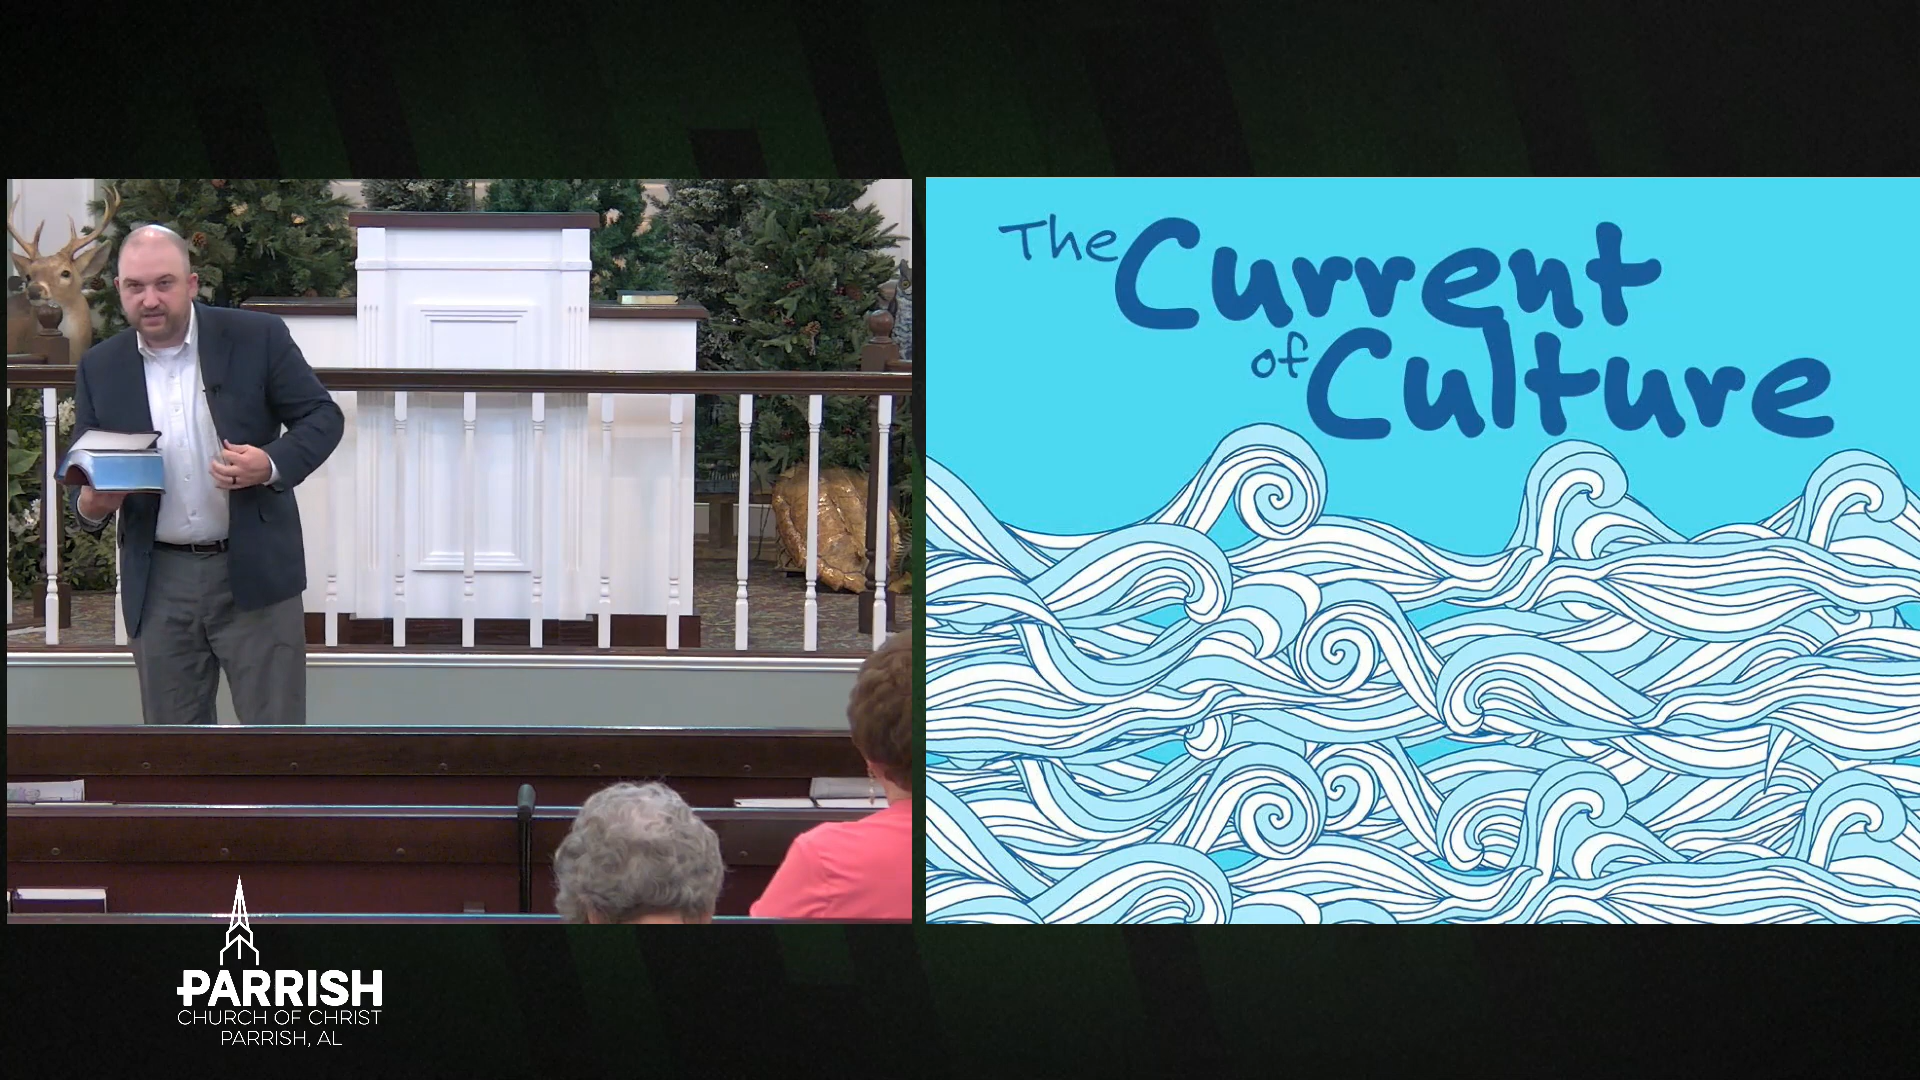 The Current
of Culture
PARRISH
CHURCH OF CHRIST
PARRISH, AL